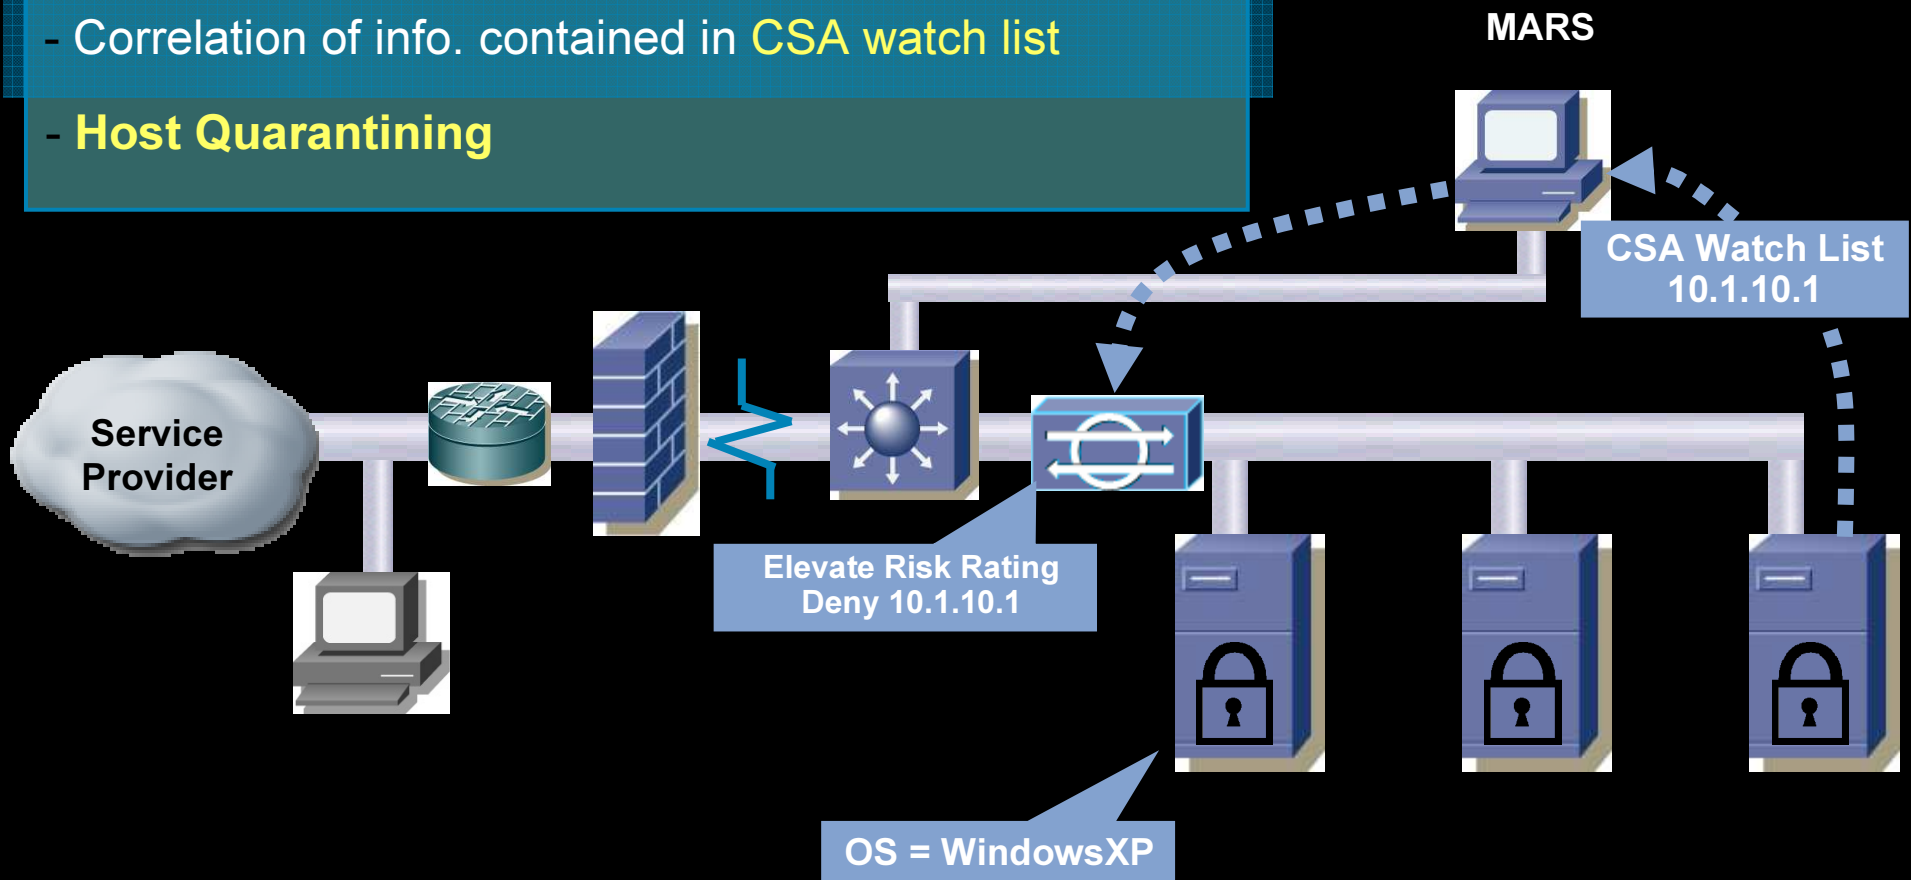 - Correlation of info. contained in CSA watch list
- Host Quarantining
MARS
CSA Watch List
10.1.10.1
Service
Provider
Elevate Risk Rating
Deny 10.1.10.1
OS = WindowsXP